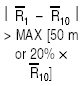 | R̅₁ − R̅₁₀ |
> MAX [50 m
or 20% ×
R̅₁₀]